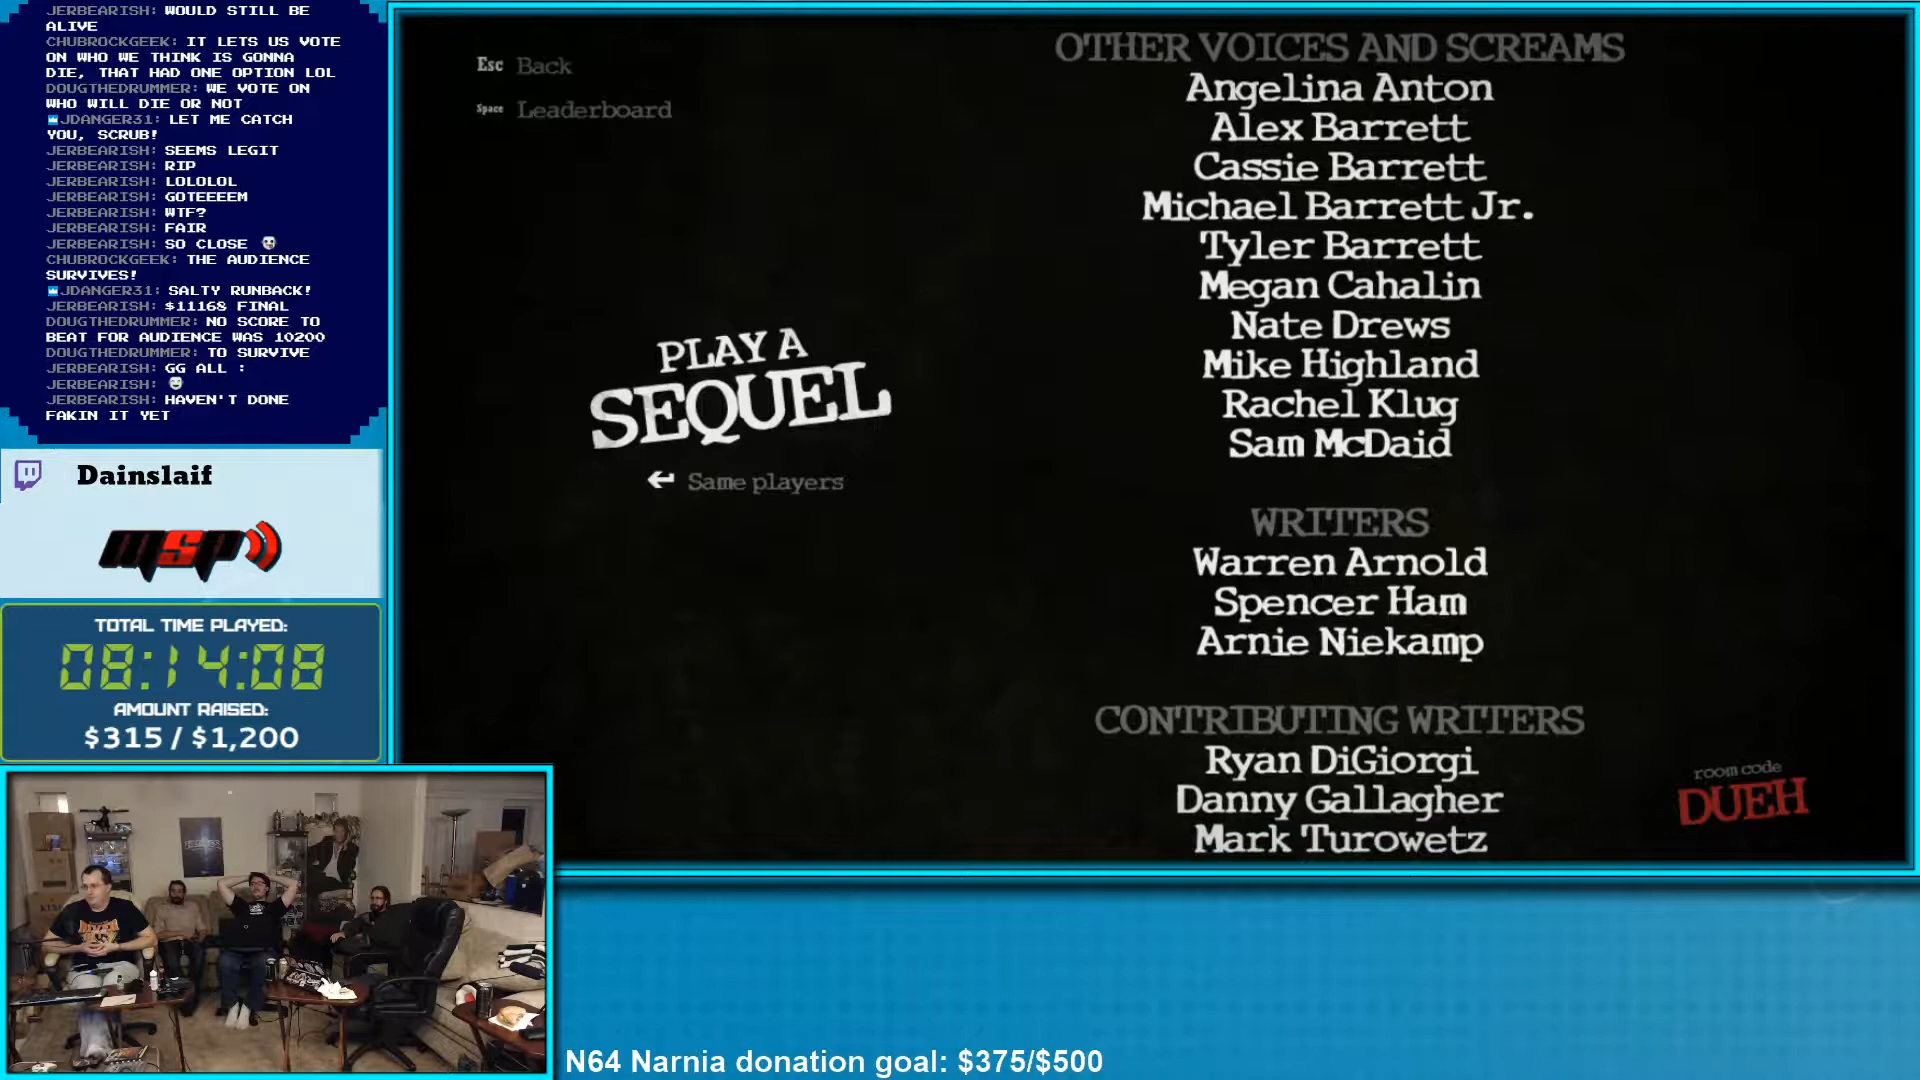 JERBEARISH: WOULD STILL BE
ALIVE
CHUBROCKGEEK: IT LETS US VOTE
ON WHO WE THINK IS GONNA
DIE, THAT HAD ONE OPTION LOL
DOUGTHEDRUMMER: WE VOTE ON
WHO WILL DIE OR NOT
JDANGER31: LET ME CATCH
YOU, SCRUB!
JERBEARISH: SEEMS LEGIT
JERBEARISH: RIP
JERBEARISH: LOLOLOL
JERBEARISH: GOTEEEEM
JERBEARISH: WTF?
JERBEARISH: FAIR
JERBEARISH: SO CLOSE
CHUBROCKGEEK: THE AUDIENCE
SURVIVES!
JDANGER31: SALTY RUNBACK!
JERBEARISH: $11168 FINAL
DOUGTHEDRUMMER: NO SCORE TO
BEAT FOR AUDIENCE WAS 10200
DOUGTHEDRUMMER: TO SURVIVE
JERBEARISH: GG ALL :
JERBEARISH:
JERBEARISH: HAVEN'T DONE
FAKIN IT YET
Dainslaif
MSP
TOTAL TIME PLAYED:
08:14:08
AMOUNT RAISED:
$315 / $1,200
Esc Back
Space Leaderboard
PLAY A
SEQUEL
Same players
OTHER VOICES AND SCREAMS
Angelina Anton
Alex Barrett
Cassie Barrett
Michael Barrett Jr.
Tyler Barrett
Megan Cahalin
Nate Drews
Mike Highland
Rachel Klug
Sam McDaid
WRITERS
Warren Arnold
Spencer Ham
Arnie Niekamp
CONTRIBUTING WRITERS
Ryan DiGiorgi
Danny Gallagher
Mark Turowetz
room code
DUEH
N64 Narnia donation goal: $375/$500